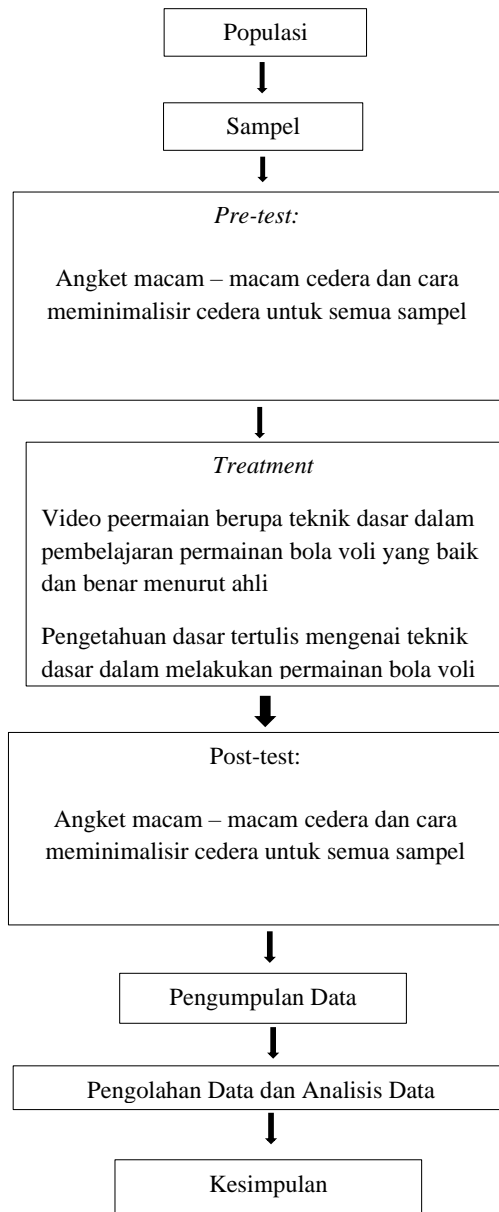 Populasi
Sampel
Pre-test:
Angket macam – macam cedera dan cara
meminimalisir cedera untuk semua sampel
Treatment
Video peermaian berupa teknik dasar dalam
pembelajaran permainan bola voli yang baik
dan benar menurut ahli
Pengetahuan dasar tertulis mengenai teknik
dasar dalam melakukan permainan bola voli
Post-test:
Angket macam – macam cedera dan cara
meminimalisir cedera untuk semua sampel
Pengumpulan Data
Pengolahan Data dan Analisis Data
Kesimpulan